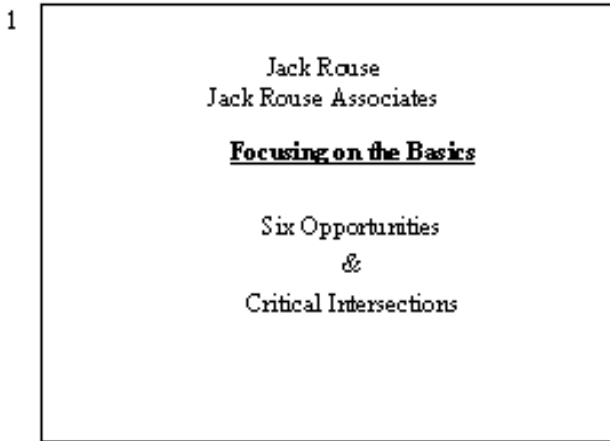 1
Jack Rouse
Jack Rouse Associates
Focusing on the Basics
Six Opportunities
&
Critical Intersections